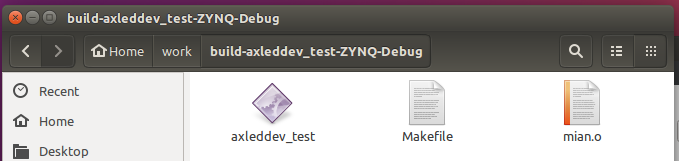 build-axleddev_test-ZYNQ-Debug
Home work build-axleddev_test-ZYNQ-Debug
Recent
Home
Desktop
axleddev_test Makefile mian.o